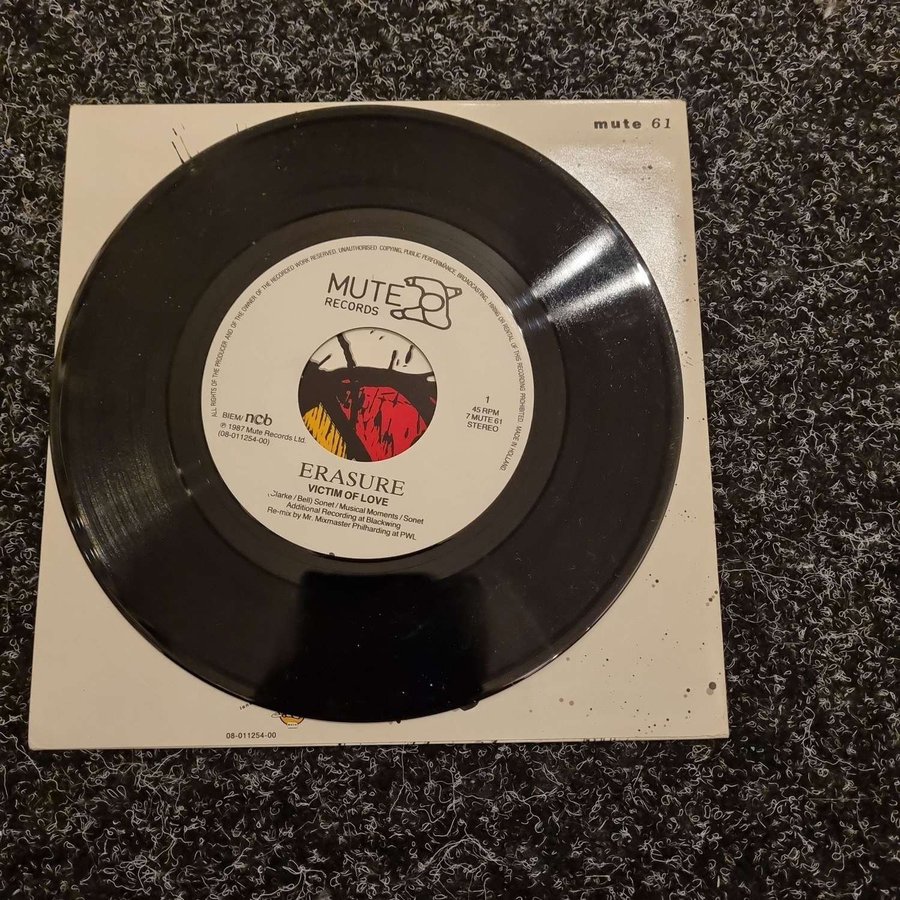 mute 61
ALL RIGHTS OF THE PRODUCER AND OF THE OWNER OF THE RECORDED WORK RESERVED. UNAUTHORISED COPYING, PUBLIC PERFORMANCE, BROADCASTING, HIRING OR RENTAL OF THIS RECORDING PROHIBITED. MADE IN HOLLAND
MUTE
RECORDS
1
45 RPM
7 MUTE 61
STEREO
BIEM/ ncb
℗ 1987 Mute Records Ltd.
(08-011254-00)
ERASURE
VICTIM OF LOVE
(Clarke / Bell) Sonet / Musical Moments / Sonet
Additional Recording at Blackwing
Re-mix by Mr. Mixmaster Philharding at PWL
08-011254-00